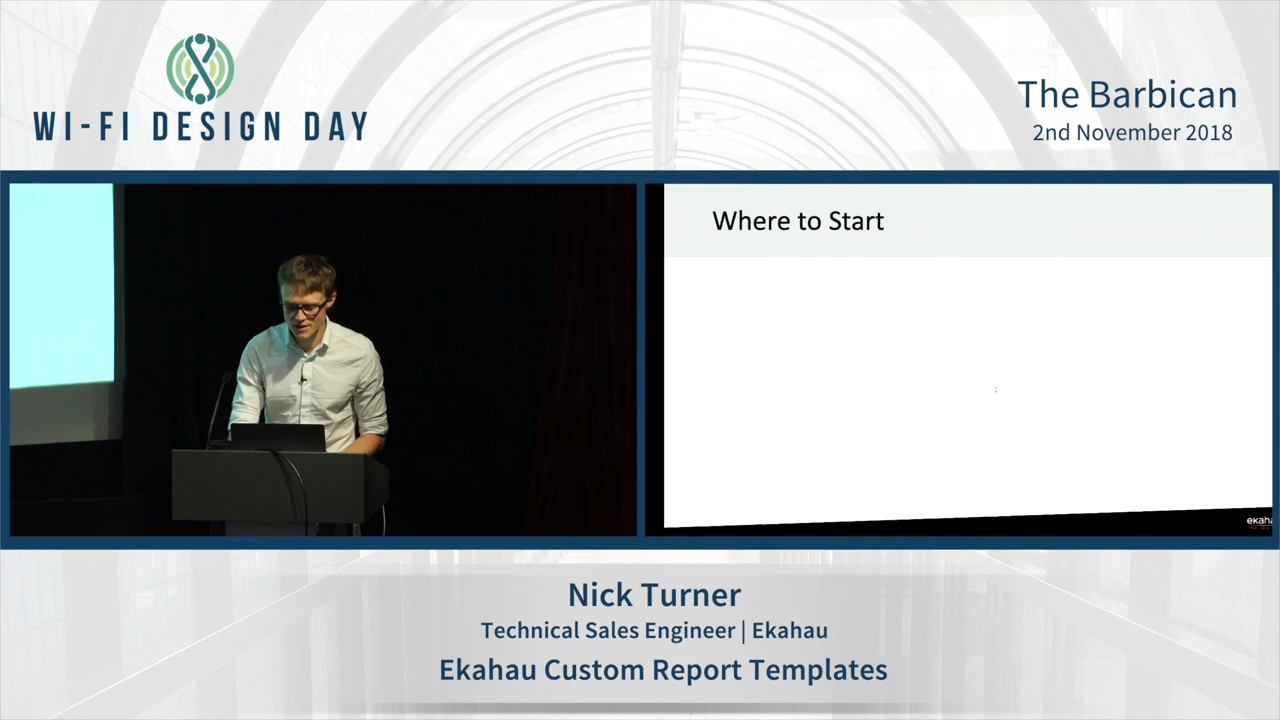 WI-FI DESIGN DAY
The Barbican
2nd November 2018
Where to Start
Nick Turner
Technical Sales Engineer | Ekahau
Ekahau Custom Report Templates